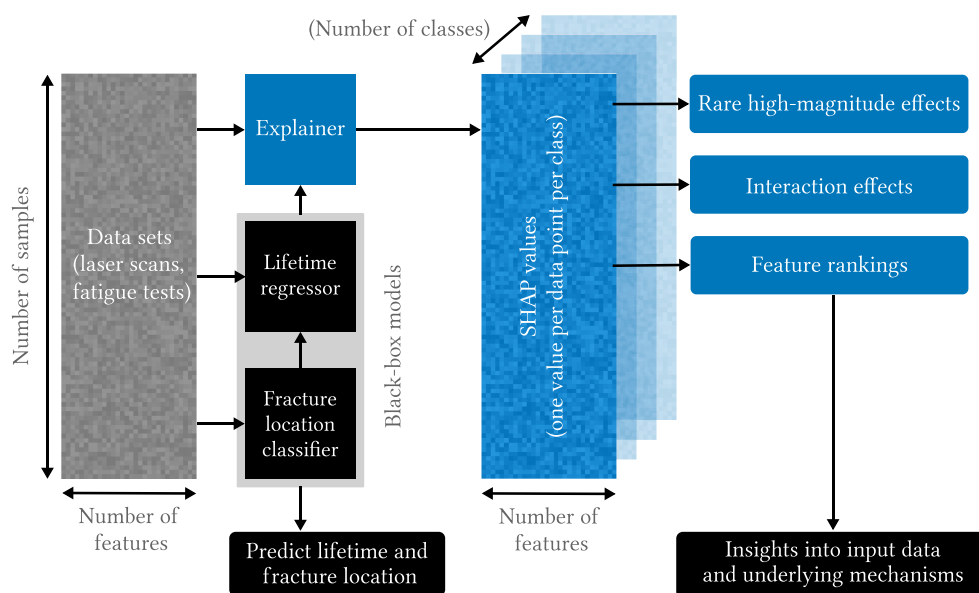 (Number of classes)
Number of samples
Data sets
(laser scans,
fatigue tests)
Explainer
Lifetime
regressor
Fracture
location
classifier
Black-box models
SHAP values
(one value per data point per class)
Rare high-magnitude effects
Interaction effects
Feature rankings
Number of
features
Number of
features
Predict lifetime and
fracture location
Insights into input data
and underlying mechanisms